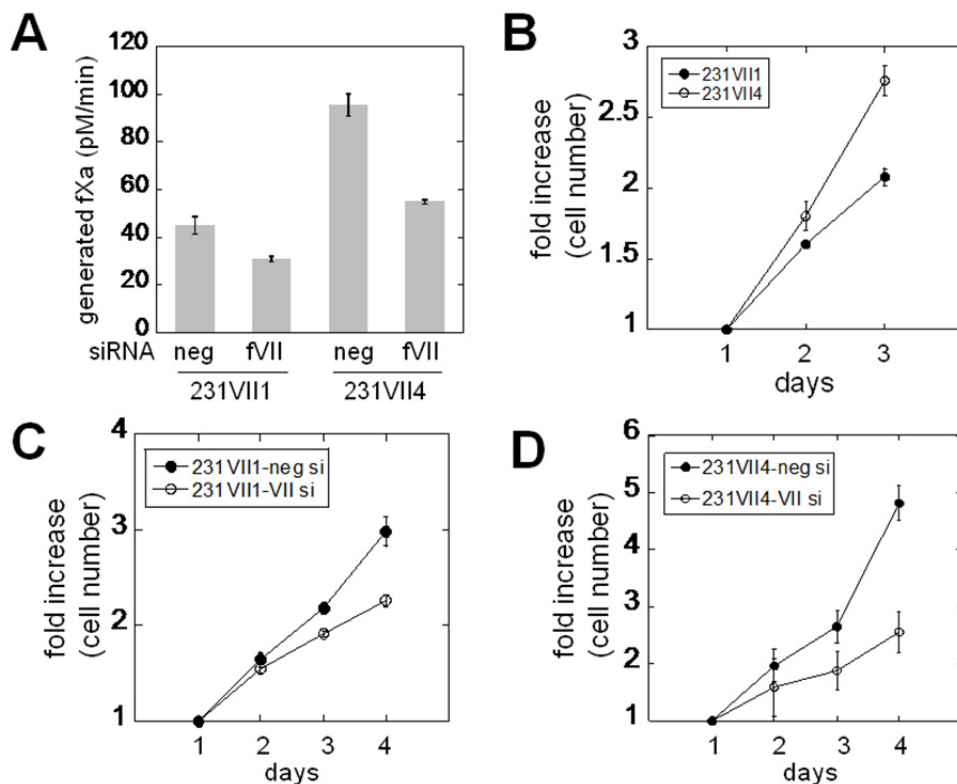 A
generated fXa (pM/min)
120
100
80
60
40
20
0
siRNA neg fVII neg fVII
231VII1 231VII4
B
fold increase
(cell number)
3
2.5
2
1.5
1
231VII1
231VII4
1 2 3
days
C
fold increase
(cell number)
4
3
2
1
231VII1-neg si
231VII1-VII si
1 2 3 4
days
D
fold increase
(cell number)
6
5
4
3
2
1
231VII4-neg si
231VII4-VII si
1 2 3 4
days